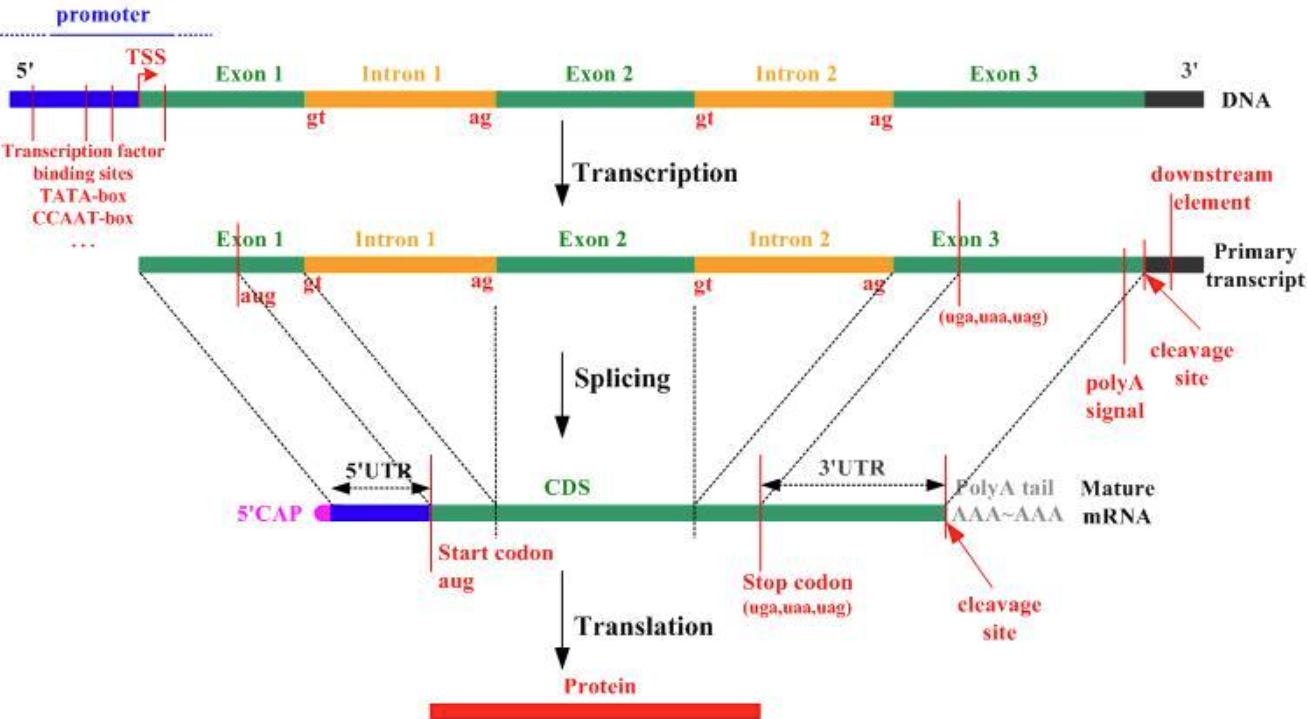 promoter
5'
TSS
Exon 1
Intron 1
Exon 2
Intron 2
Exon 3
3'
DNA
gt
ag
gt
ag
Transcription factor
binding sites
TATA-box
CCAAT-box
...
Transcription
downstream
element
Exon 1
Intron 1
Exon 2
Intron 2
Exon 3
Primary
transcript
aug
gt
ag
gt
ag
(uga,uaa,uag)
cleavage
site
polyA
signal
Splicing
5'UTR
CDS
3'UTR
5'CAP
PolyA tail
AAA~AAA
Mature
mRNA
Start codon
aug
Stop codon
(uga,uaa,uag)
cleavage
site
Translation
Protein